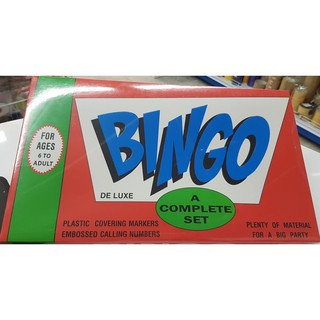 FOR
AGES
6 TO
ADULT
BINGO
DE LUXE
A
COMPLETE
SET
PLASTIC COVERING MARKERS
EMBOSSED CALLING NUMBERS
PLENTY OF MATERIAL
FOR A BIG PARTY